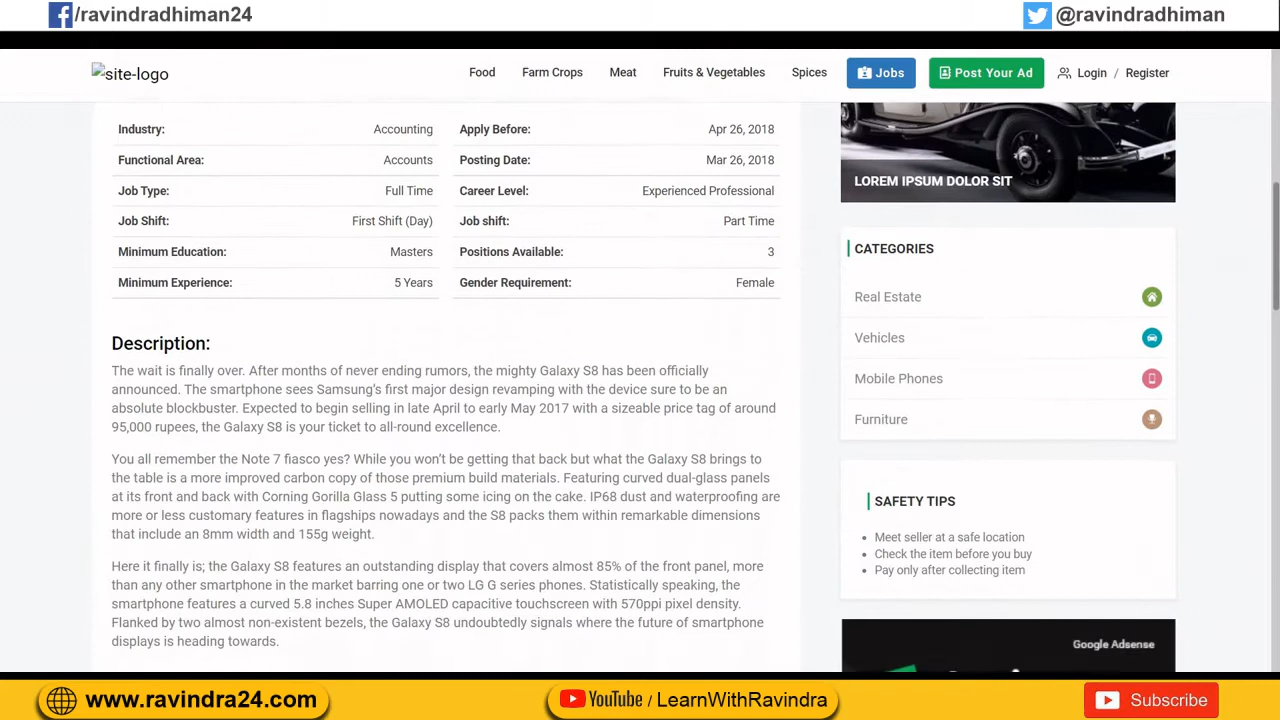 /ravindradhiman24
@ravindradhiman
site-logo
Food Farm Crops Meat Fruits & Vegetables Spices Jobs Post Your Ad Login / Register
Industry: Accounting Apply Before: Apr 26, 2018
Functional Area: Accounts Posting Date: Mar 26, 2018
Job Type: Full Time Career Level: Experienced Professional
Job Shift: First Shift (Day) Job shift: Part Time
Minimum Education: Masters Positions Available: 3
Minimum Experience: 5 Years Gender Requirement: Female
Description:
The wait is finally over. After months of never ending rumors, the mighty Galaxy S8 has been officially
announced. The smartphone sees Samsung's first major design revamping with the device sure to be an
absolute blockbuster. Expected to begin selling in late April to early May 2017 with a sizeable price tag of around
95,000 rupees, the Galaxy S8 is your ticket to all-round excellence.
You all remember the Note 7 fiasco yes? While you won't be getting that back but what the Galaxy S8 brings to
the table is a more improved carbon copy of those premium build materials. Featuring curved dual-glass panels
at its front and back with Corning Gorilla Glass 5 putting some icing on the cake. IP68 dust and waterproofing are
more or less customary features in flagships nowadays and the S8 packs them within remarkable dimensions
that include an 8mm width and 155g weight.
Here it finally is; the Galaxy S8 features an outstanding display that covers almost 85% of the front panel, more
than any other smartphone in the market barring one or two LG G series phones. Statistically speaking, the
smartphone features a curved 5.8 inches Super AMOLED capacitive touchscreen with 570ppi pixel density.
Flanked by two almost non-existent bezels, the Galaxy S8 undoubtedly signals where the future of smartphone
displays is heading towards.
LOREM IPSUM DOLOR SIT
CATEGORIES
Real Estate
Vehicles
Mobile Phones
Furniture
SAFETY TIPS
Meet seller at a safe location
Check the item before you buy
Pay only after collecting item
Google Adsense
www.ravindra24.com
YouTube / LearnWithRavindra
Subscribe